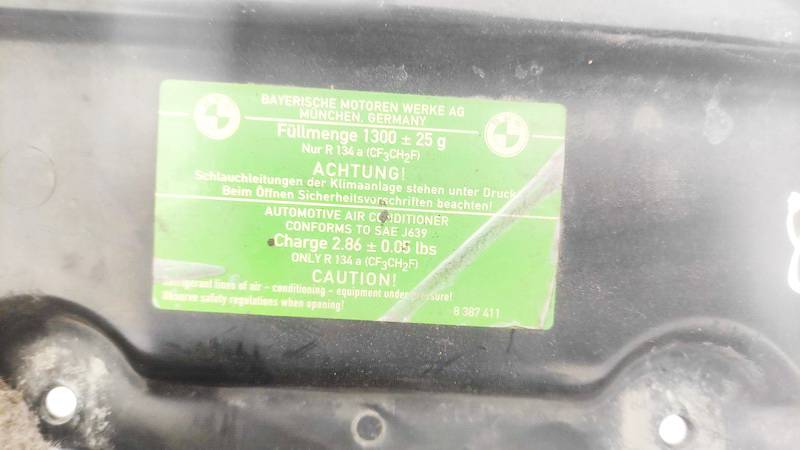 BAYERISCHE MOTOREN WERKE AG
MÜNCHEN, GERMANY
Füllmenge 1300 ± 25 g
Nur R 134 a (CF3CH2F)
ACHTUNG!
Schlauchleitungen der Klimaanlage stehen unter Druck
Beim Öffnen Sicherheitsvorschriften beachten!
AUTOMOTIVE AIR CONDITIONER
CONFORMS TO SAE J639
Charge 2.86 ± 0.05 lbs
ONLY R 134 a (CF3CH2F)
CAUTION!
Refrigerant lines of air - conditioning - equipment under pressure!
Observe safety regulations when opening!
8 387 411